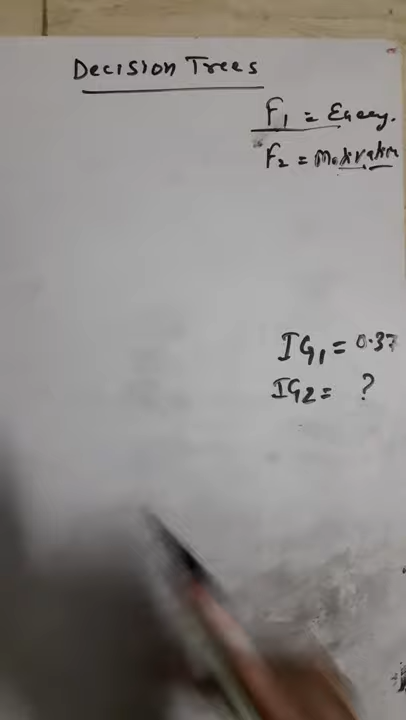 Decision Trees
F1 = Energy.
F2 = Motivation
IG1 = 0.37
IG2 = ?